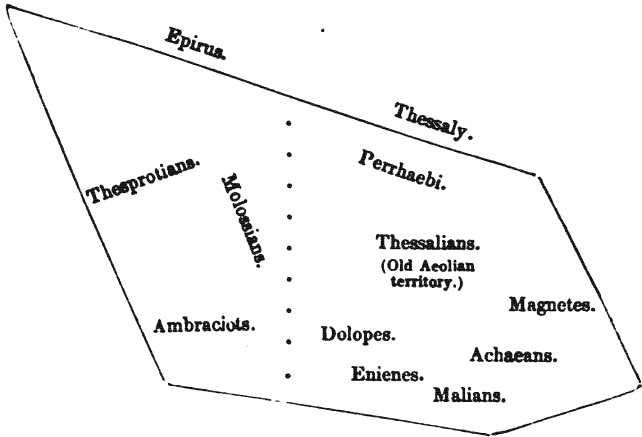 Epirus.
Thessaly.
Perrhaebi.
Thesprotians.
Molossians.
Thessalians.
(Old Aeolian
territory.)
Magnetes.
Ambraciots.
Dolopes.
Achaeans.
Enienes.
Malians.